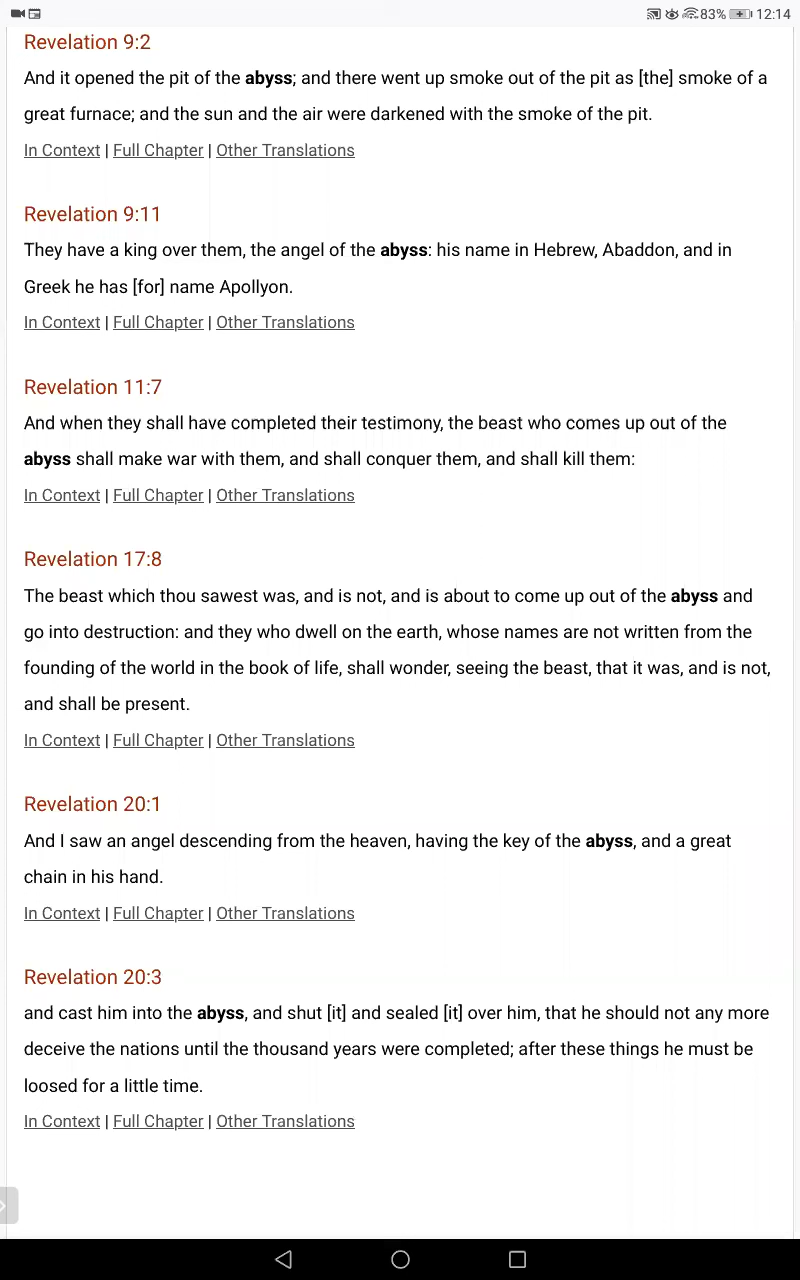 83% 12:14
Revelation 9:2
And it opened the pit of the abyss; and there went up smoke out of the pit as [the] smoke of a
great furnace; and the sun and the air were darkened with the smoke of the pit.
In Context | Full Chapter | Other Translations
Revelation 9:11
They have a king over them, the angel of the abyss: his name in Hebrew, Abaddon, and in
Greek he has [for] name Apollyon.
In Context | Full Chapter | Other Translations
Revelation 11:7
And when they shall have completed their testimony, the beast who comes up out of the
abyss shall make war with them, and shall conquer them, and shall kill them:
In Context | Full Chapter | Other Translations
Revelation 17:8
The beast which thou sawest was, and is not, and is about to come up out of the abyss and
go into destruction: and they who dwell on the earth, whose names are not written from the
founding of the world in the book of life, shall wonder, seeing the beast, that it was, and is not,
and shall be present.
In Context | Full Chapter | Other Translations
Revelation 20:1
And I saw an angel descending from the heaven, having the key of the abyss, and a great
chain in his hand.
In Context | Full Chapter | Other Translations
Revelation 20:3
and cast him into the abyss, and shut [it] and sealed [it] over him, that he should not any more
deceive the nations until the thousand years were completed; after these things he must be
loosed for a little time.
In Context | Full Chapter | Other Translations